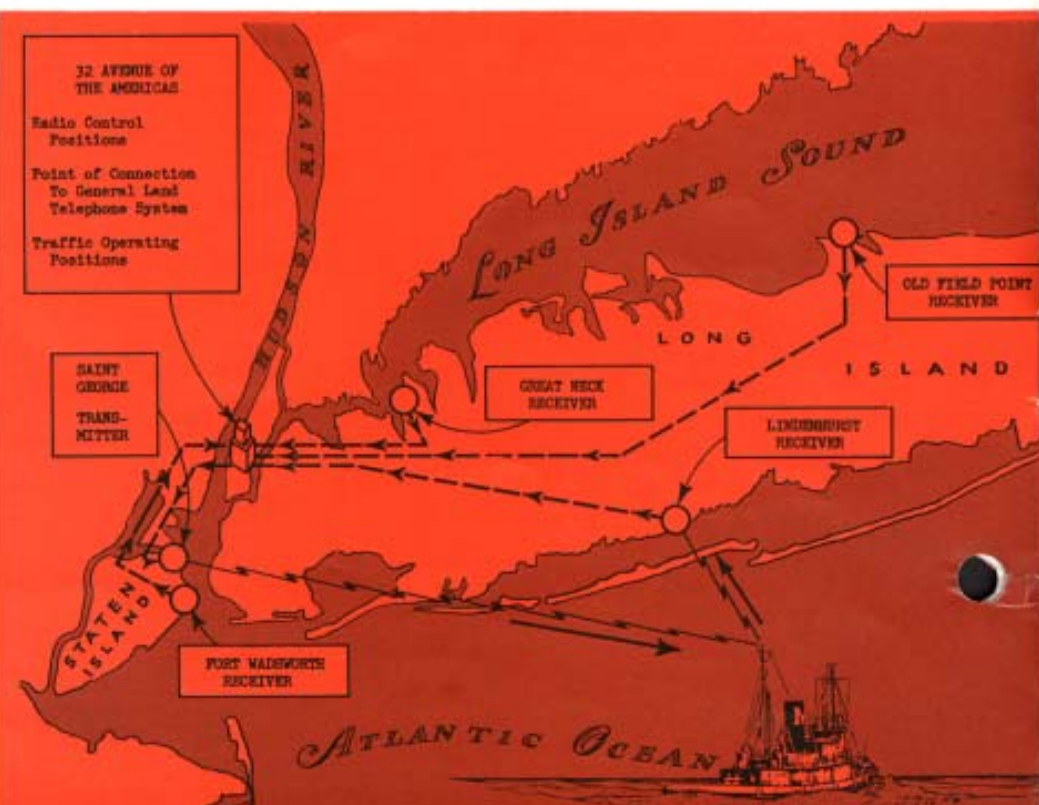 32 AVENUE OF
THE AMERICAS
Radio Control
Positions
Point of Connection
To General Land
Telephone System
Traffic Operating
Positions
HUDSON RIVER
LONG ISLAND SOUND
OLD FIELD POINT
RECEIVER
LONG
ISLAND
SAINT
GEORGE
TRANS-
MITTER
GREAT NECK
RECEIVER
LINDENHURST
RECEIVER
STATEN
ISLAND
FORT WADSWORTH
RECEIVER
ATLANTIC OCEAN